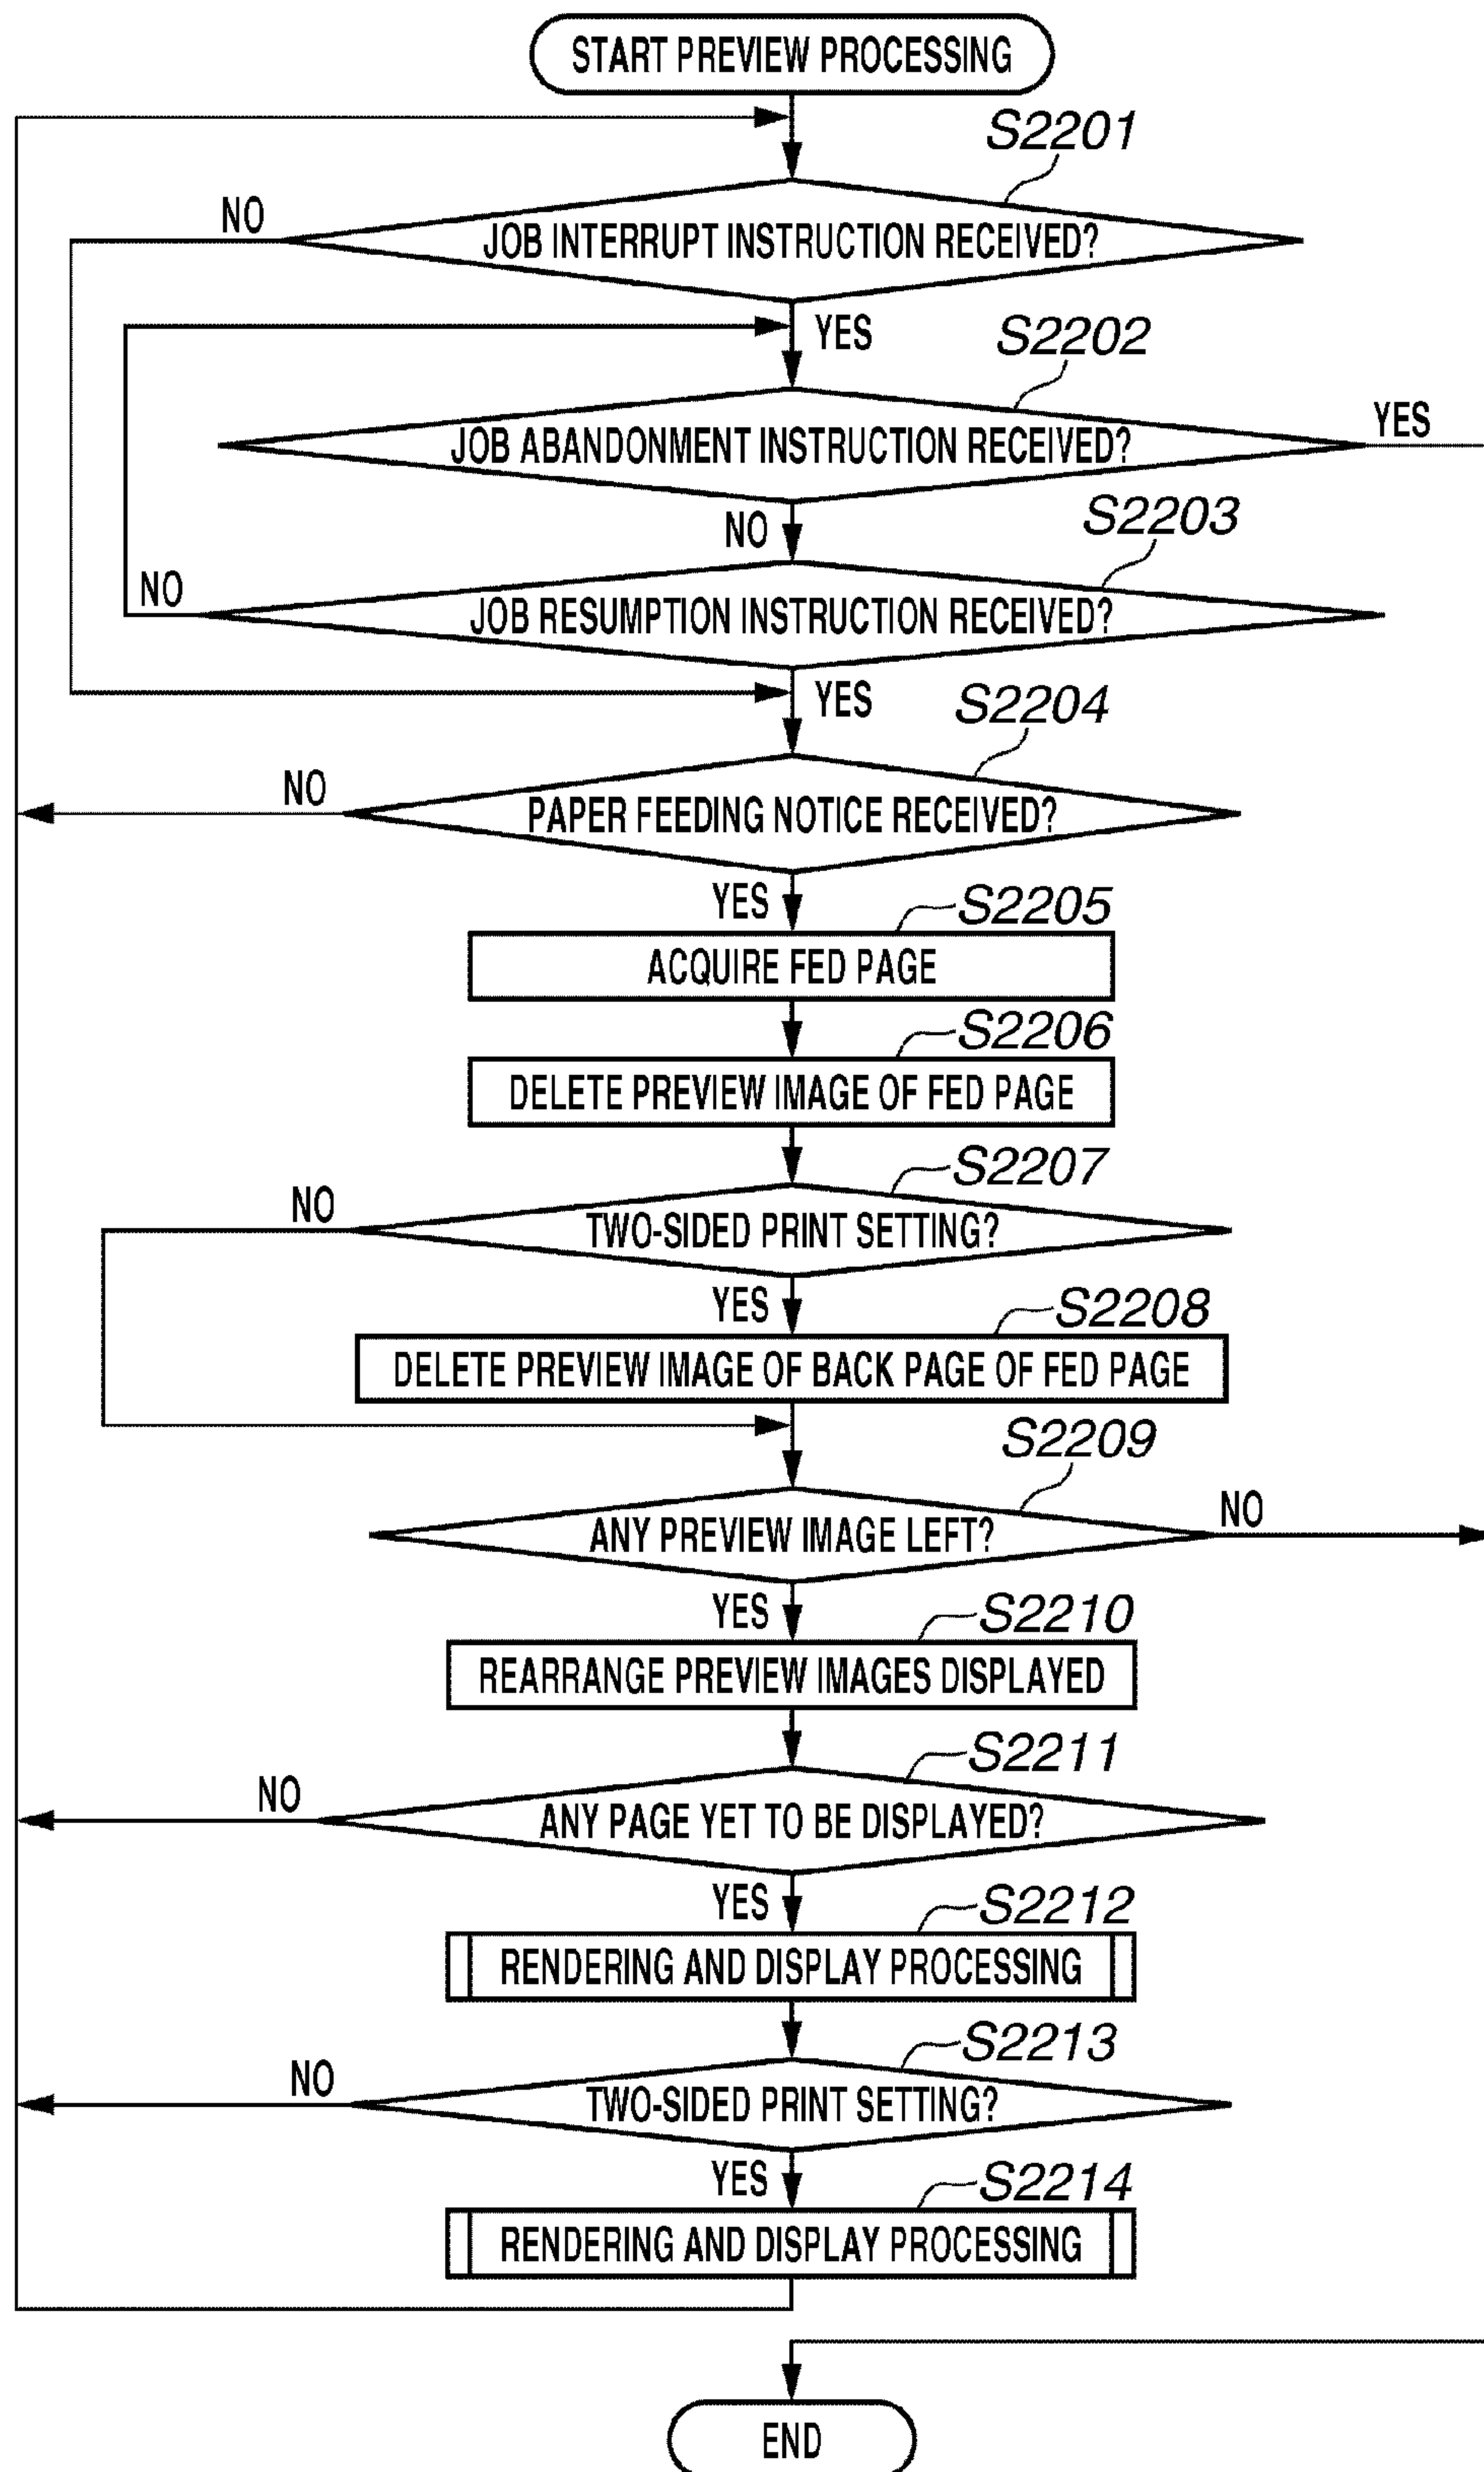 START PREVIEW PROCESSING
S2201
NO
JOB INTERRUPT INSTRUCTION RECEIVED?
YES
S2202
JOB ABANDONMENT INSTRUCTION RECEIVED?
YES
NO
S2203
NO
JOB RESUMPTION INSTRUCTION RECEIVED?
YES
S2204
NO
PAPER FEEDING NOTICE RECEIVED?
YES
S2205
ACQUIRE FED PAGE
S2206
DELETE PREVIEW IMAGE OF FED PAGE
S2207
NO
TWO-SIDED PRINT SETTING?
YES
S2208
DELETE PREVIEW IMAGE OF BACK PAGE OF FED PAGE
S2209
ANY PREVIEW IMAGE LEFT?
NO
YES
S2210
REARRANGE PREVIEW IMAGES DISPLAYED
S2211
NO
ANY PAGE YET TO BE DISPLAYED?
YES
S2212
RENDERING AND DISPLAY PROCESSING
S2213
NO
TWO-SIDED PRINT SETTING?
YES
S2214
RENDERING AND DISPLAY PROCESSING
END